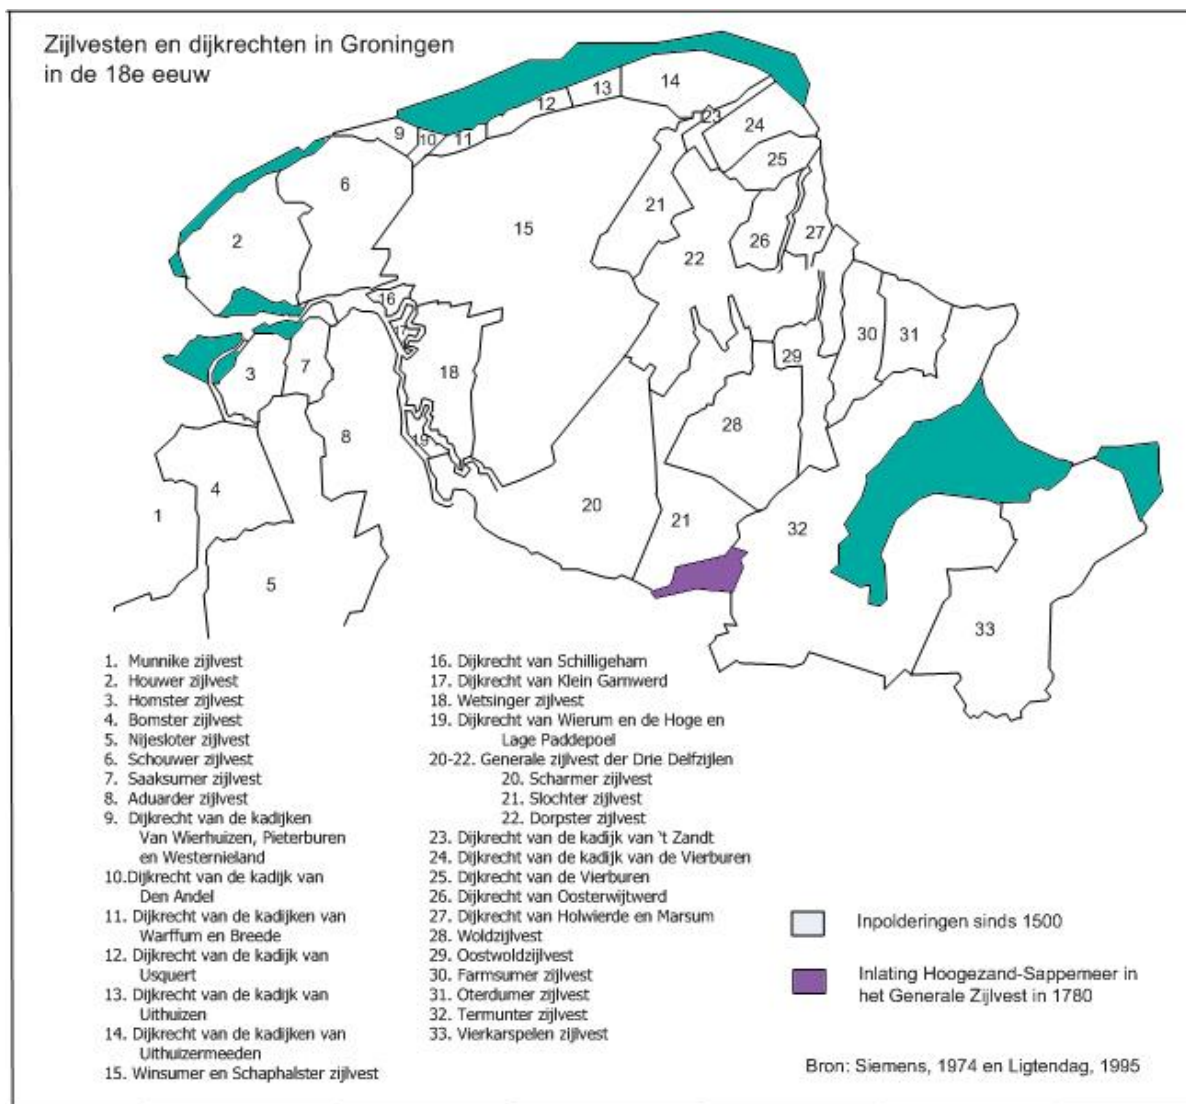 Zijlvesten en dijkrechten in Groningen
in de 18e eeuw
14
13
12
23
24
9
10
11
25
6
21
15
2
26
27
22
16
17
30
31
29
7
3
18
28
8
19
4
20
1
21
32
5
33
1. Munnike zijlvest
2. Houwer zijlvest
3. Homster zijlvest
4. Bomster zijlvest
5. Nijesloter zijlvest
6. Schouwer zijlvest
7. Saaksumer zijlvest
8. Aduarder zijlvest
9. Dijkrecht van de kadijken
Van Wierhuizen, Pieterburen
en Westernieland
10.Dijkrecht van de kadijk van
Den Andel
11. Dijkrecht van de kadijken van
Warffum en Breede
12. Dijkrecht van de kadijk van
Usquert
13. Dijkrecht van de kadijk van
Uithuizen
14. Dijkrecht van de kadijken van
Uithuizermeeden
15. Winsumer en Schaphalster zijlvest
16. Dijkrecht van Schilligeham
17. Dijkrecht van Klein Garnwerd
18. Wetsinger zijlvest
19. Dijkrecht van Wierum en de Hoge en
Lage Paddepoel
20-22. Generale zijlvest der Drie Delfzijlen
20. Scharmer zijlvest
21. Slochter zijlvest
22. Dorpster zijlvest
23. Dijkrecht van de kadijk van 't Zandt
24. Dijkrecht van de kadijk van de Vierburen
25. Dijkrecht van de Vierburen
26. Dijkrecht van Oosterwijtwerd
27. Dijkrecht van Holwierde en Marsum
28. Woldzijlvest
29. Oostwoldzijlvest
30. Farmsumer zijlvest
31. Oterdumer zijlvest
32. Termunter zijlvest
33. Vierkarspelen zijlvest
Inpolderingen sinds 1500
Inlating Hoogezand-Sappemeer in
het Generale Zijlvest in 1780
Bron: Siemens, 1974 en Ligtendag, 1995